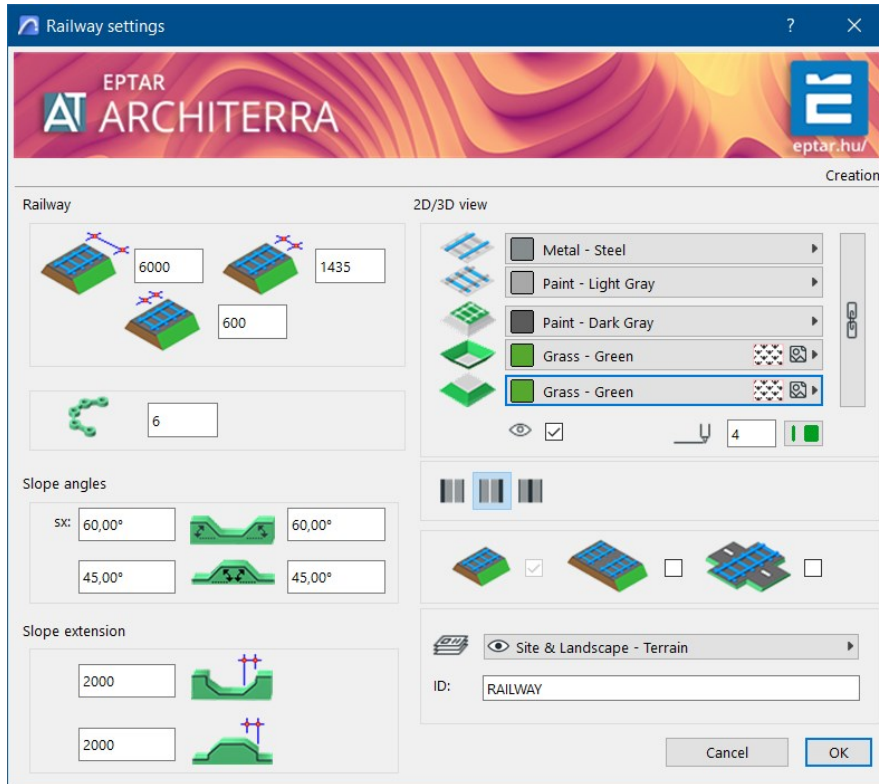 Railway settings
?
EPTAR
AT ARCHITERRA
eptar.hu/
Creation
Railway
6000
1435
600
6
Slope angles
sx: 60,00° 60,00°
45,00° 45,00°
Slope extension
2000
2000
2D/3D view
Metal - Steel
Paint - Light Gray
Paint - Dark Gray
Grass - Green
Grass - Green
4
Site & Landscape - Terrain
ID: RAILWAY
Cancel OK